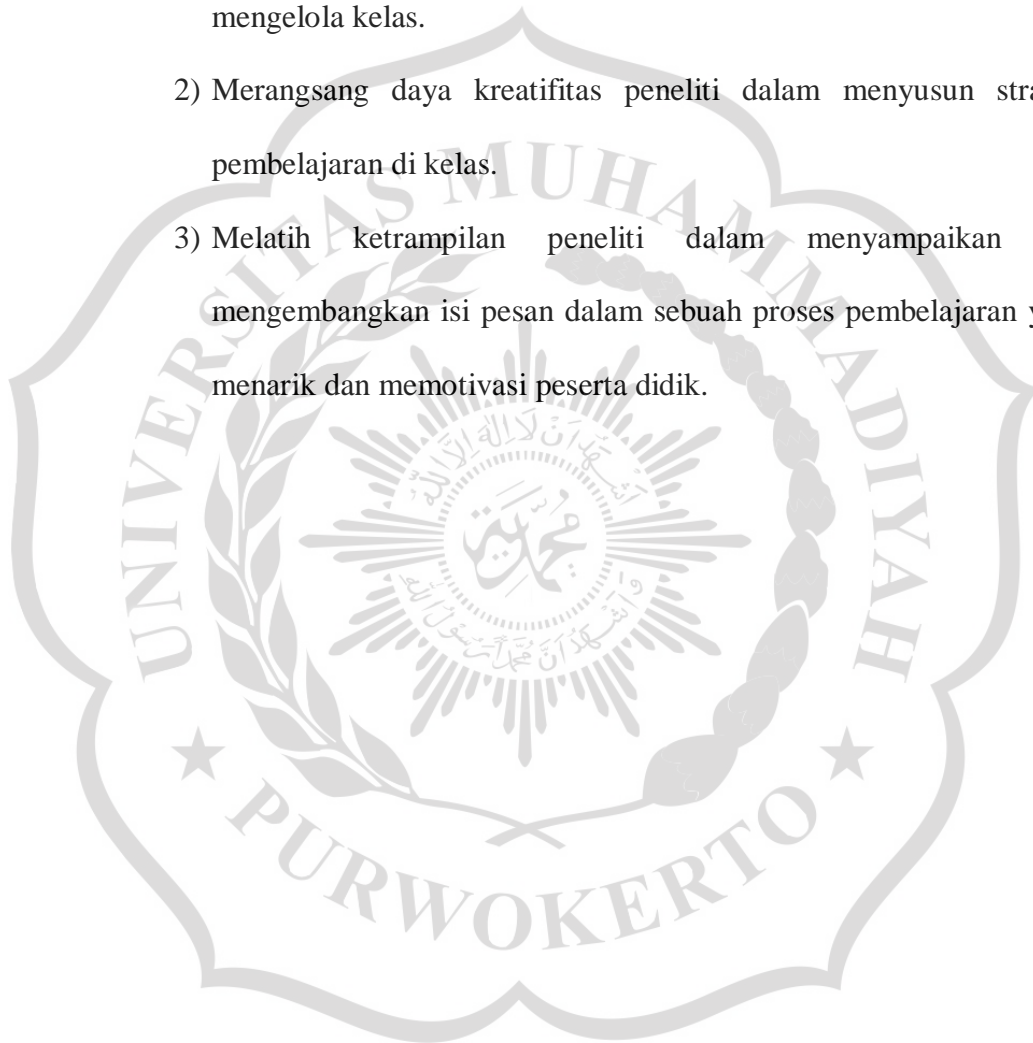 mengelola kelas.
2) Merangsang daya kreatifitas peneliti dalam menyusun
pembelajaran di kelas.
3) Melatih ketrampilan peneliti dalam menyampaikan
mengembangkan isi pesan dalam sebuah proses pembelajaran
menarik dan memotivasi peserta didik.
UNIVERSITAS MUHAMMADIYAH
PURWOKERTO